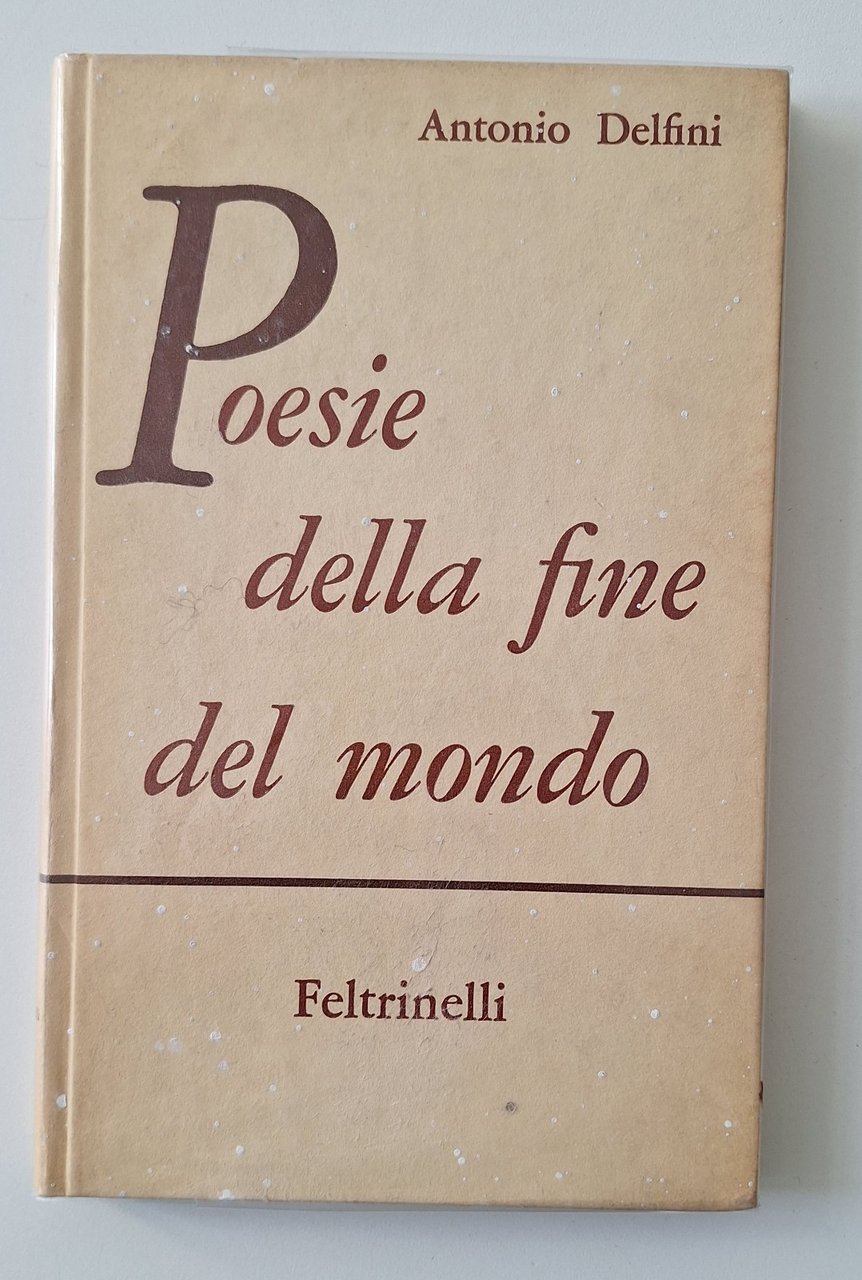 Antonio Delfini
Poesie
della fine
del mondo
Feltrinelli